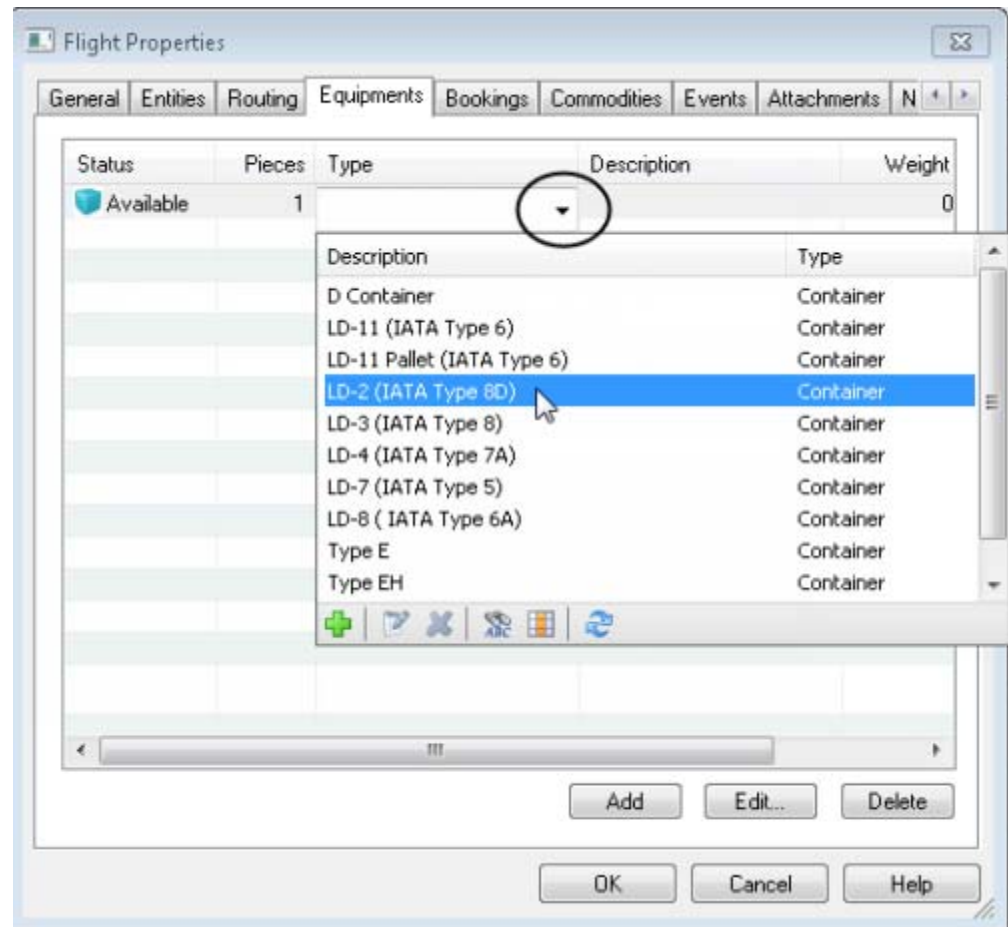 Flight Properties
General Entities Routing Equipments Bookings Commodities Events Attachments N
Status Pieces Type Description Weight
Available 1 0
Description Type
D Container Container
LD-11 (IATA Type 6) Container
LD-11 Pallet (IATA Type 6) Container
LD-2 (IATA Type 8D) Container
LD-3 (IATA Type 8) Container
LD-4 (IATA Type 7A) Container
LD-7 (IATA Type 5) Container
LD-8 ( IATA Type 6A) Container
Type E Container
Type EH Container
ABC
Add Edit... Delete
OK Cancel Help